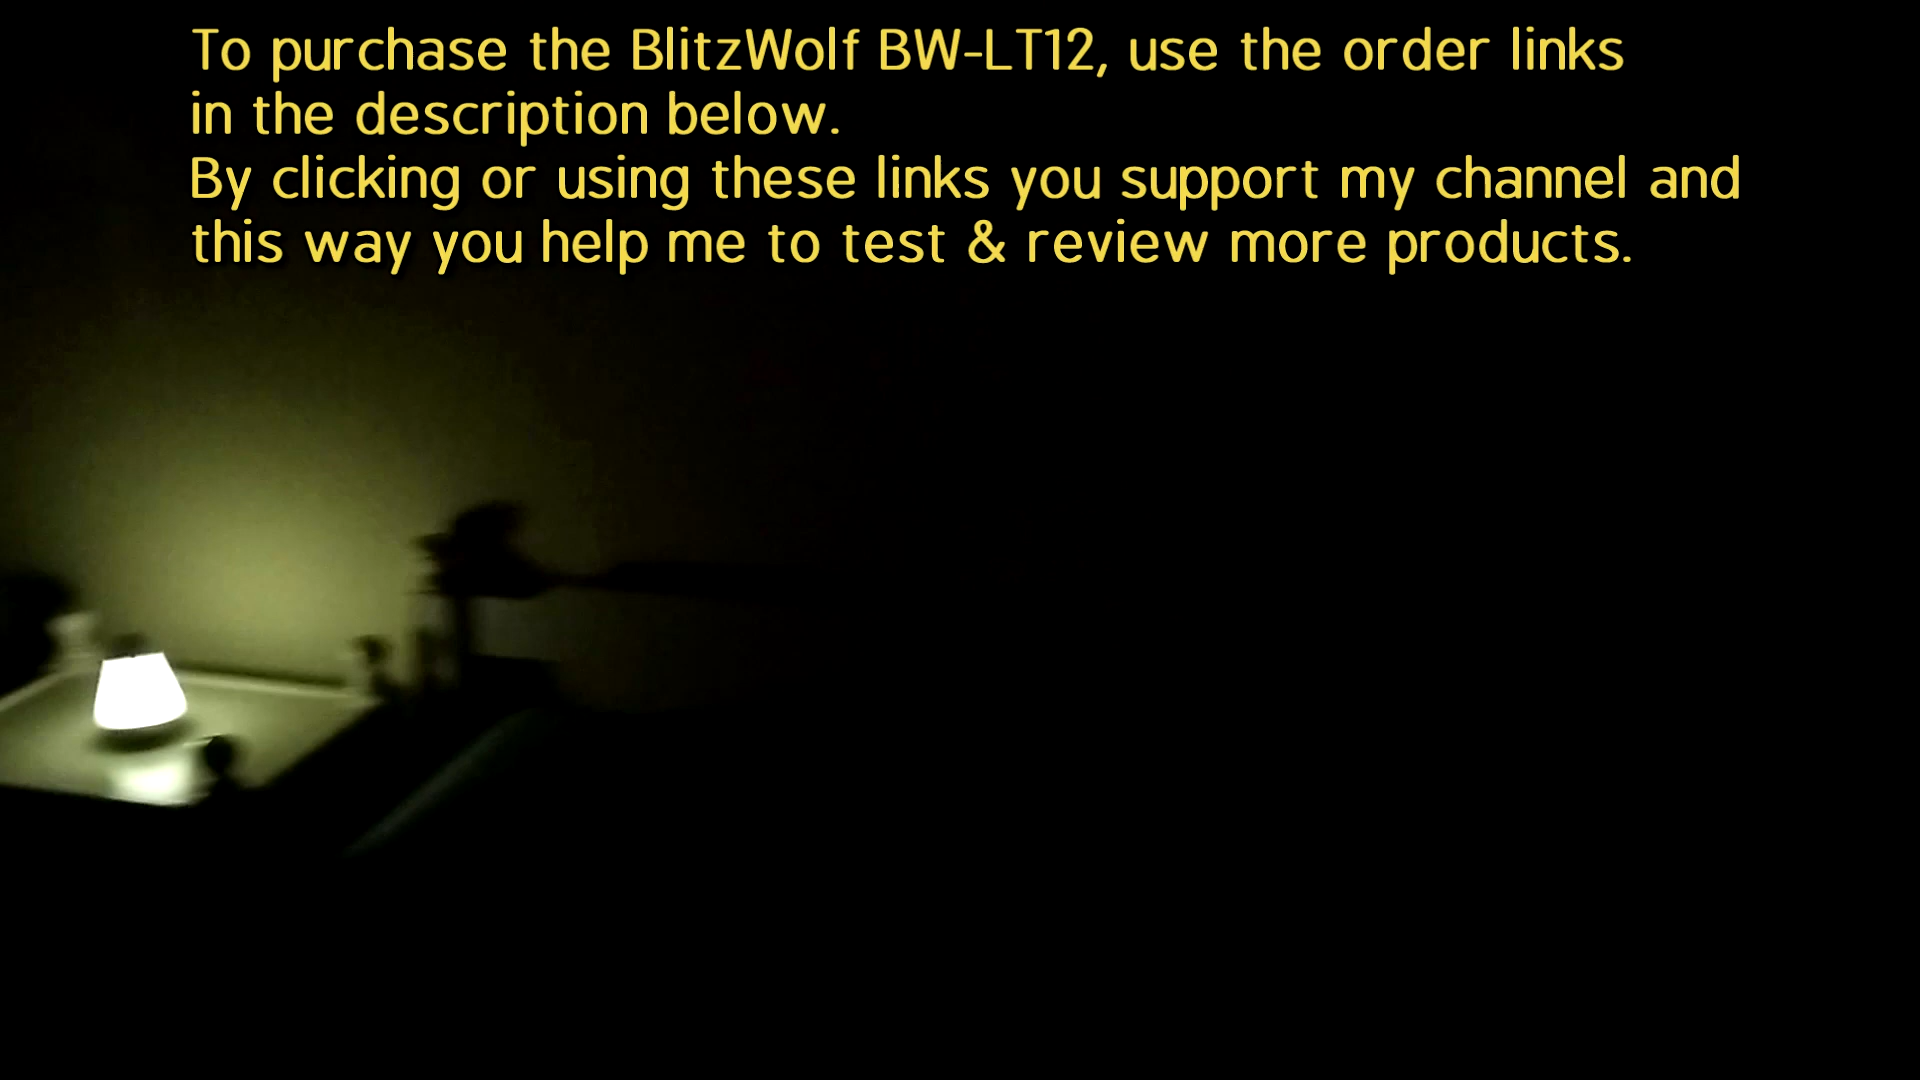 To purchase the BlitzWolf BW-LT12, use the order links
in the description below.
By clicking or using these links you support my channel and
this way you help me to test & review more products.